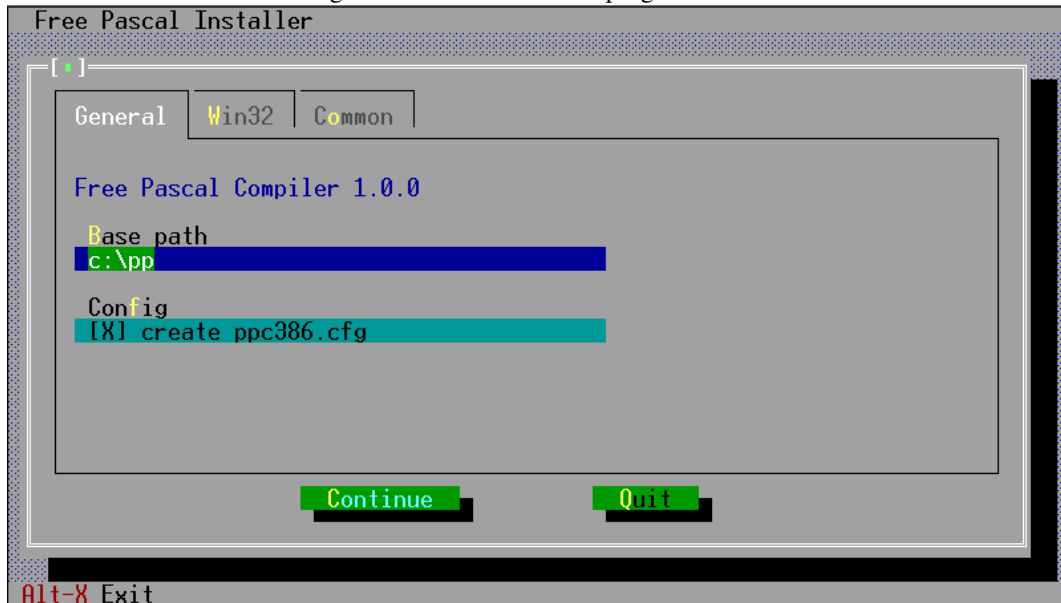 Free Pascal Installer
[▪]
General Win32 Common
Free Pascal Compiler 1.0.0
Base path
c:\pp
Config
[X] create ppc386.cfg
Continue Quit
Alt-X Exit